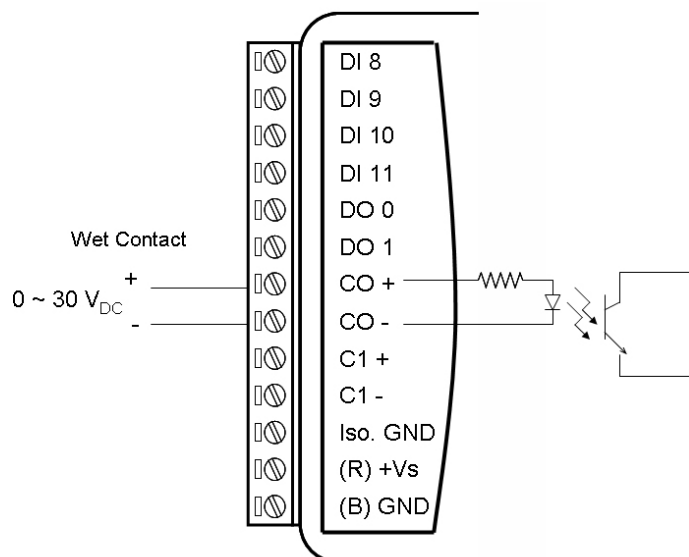 DI 8
DI 9
DI 10
DI 11
DO 0
DO 1
Wet Contact
+
0 ~ 30 VDC
-
CO +
CO -
C1 +
C1 -
Iso. GND
(R) +Vs
(B) GND